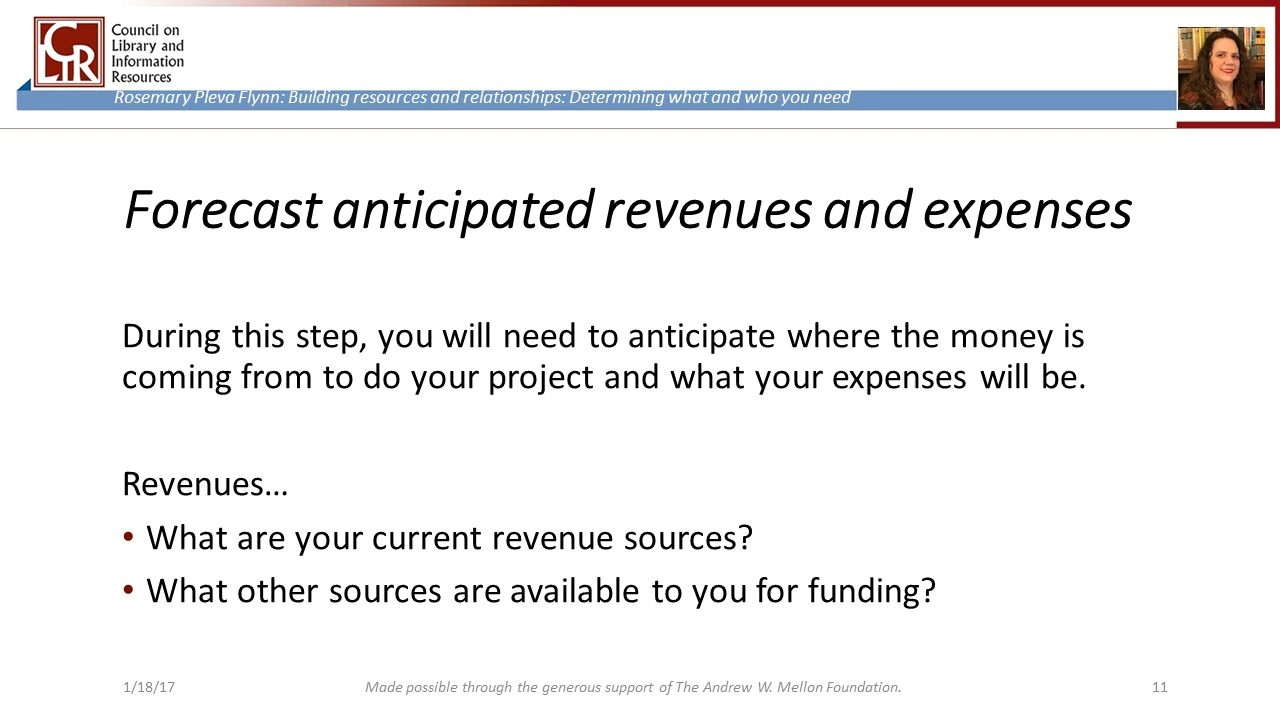 CLIR
Council on
Library and
Information
Resources
Rosemary Pleva Flynn: Building resources and relationships: Determining what and who you need
Forecast anticipated revenues and expenses
During this step, you will need to anticipate where the money is
coming from to do your project and what your expenses will be.
Revenues…
• What are your current revenue sources?
• What other sources are available to you for funding?
1/18/17
Made possible through the generous support of The Andrew W. Mellon Foundation.
11